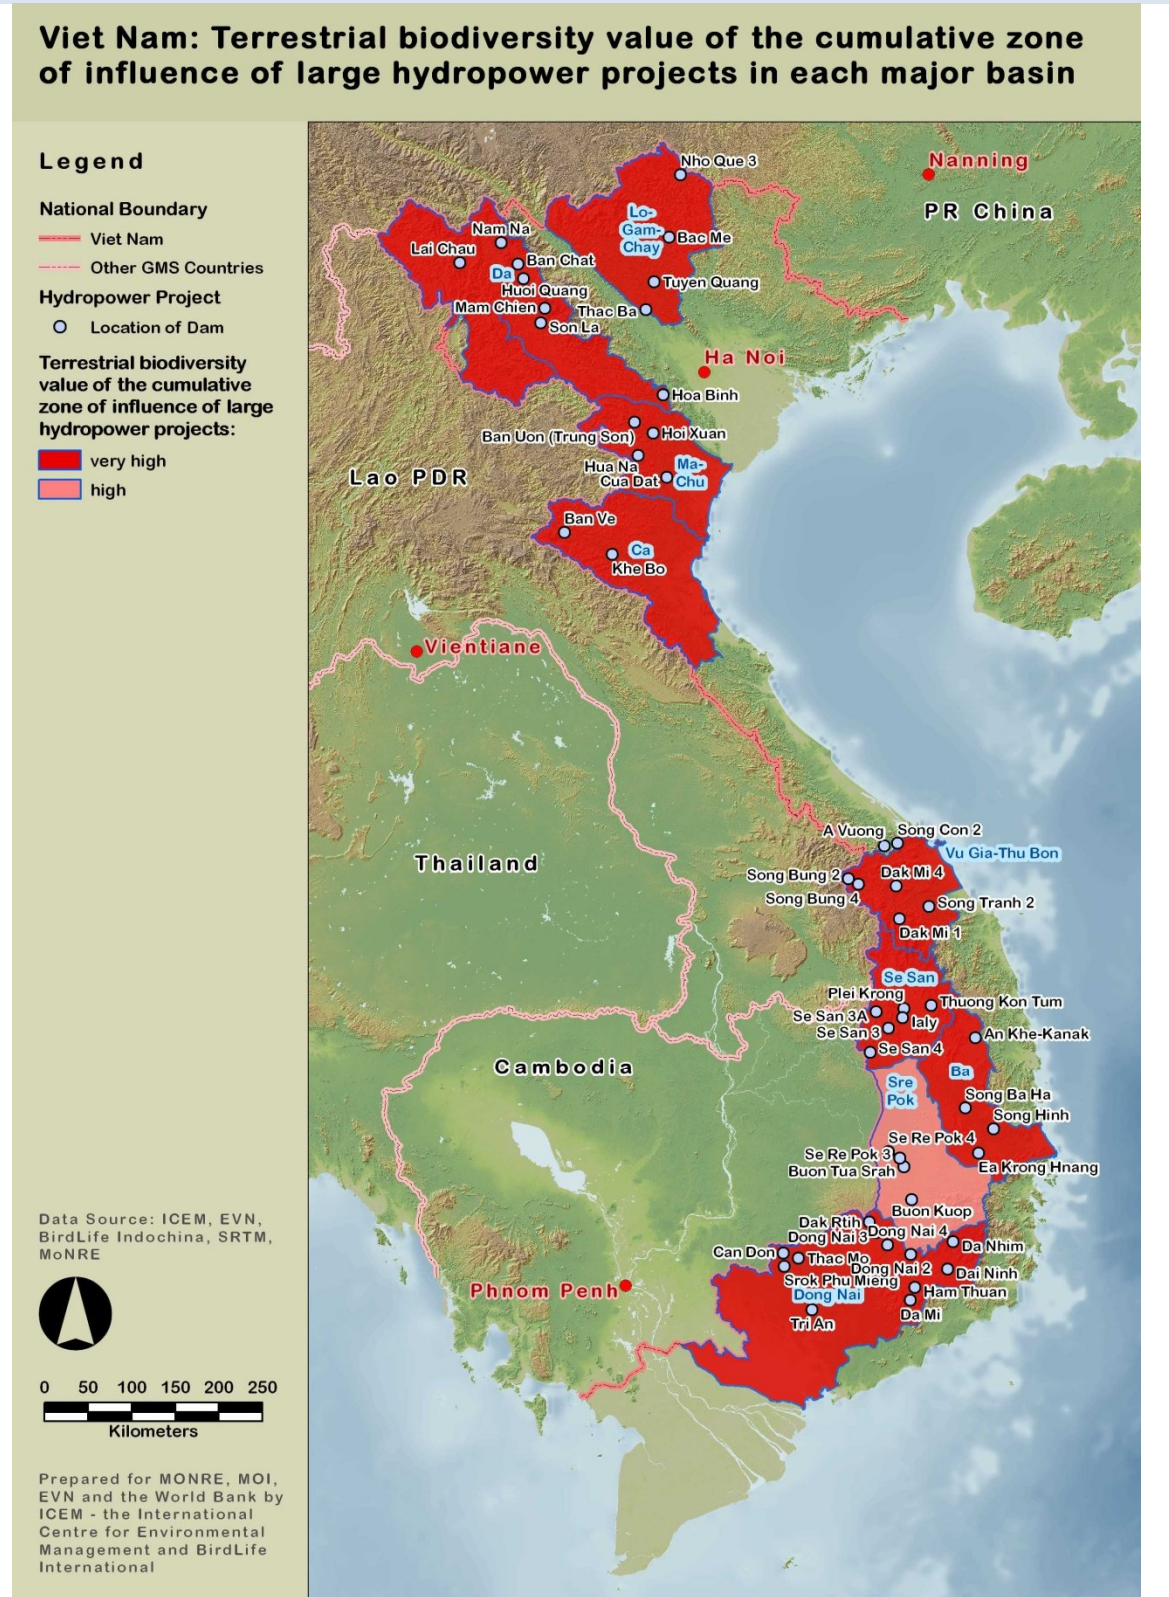 Viet Nam: Terrestrial biodiversity value of the cumulative zone
of influence of large hydropower projects in each major basin
Legend
National Boundary
Viet Nam
Other GMS Countries
Hydropower Project
Location of Dam
Terrestrial biodiversity
value of the cumulative
zone of influence of large
hydropower projects:
very high
high
Data Source: ICEM, EVN,
BirdLife Indochina, SRTM,
MoNRE
0 50 100 150 200 250
Kilometers
Prepared for MONRE, MOI,
EVN and the World Bank by
ICEM - the International
Centre for Environmental
Management and BirdLife
International
Nho Que 3
Nanning
PR China
Lo-
Gam-
Chay
Bac Me
Nam Na
Lai Chau
Ban Chat
Da
Huoi Quang
Tuyen Quang
Mam Chien
Thac Ba
Son La
Ha Noi
Hoa Binh
Ban Uon (Trung Son)
Hoi Xuan
Hua Na
Ma-
Chu
Cua Dat
Lao PDR
Ban Ve
Ca
Khe Bo
Vientiane
Thailand
A Vuong
Song Con 2
Vu Gia-Thu Bon
Song Bung 2
Dak Mi 4
Song Bung 4
Song Tranh 2
Dak Mi 1
Se San
Plei Krong
Thuong Kon Tum
Se San 3A
Ialy
Se San 3
An Khe-Kanak
Se San 4
Cambodia
Ba
Sre
Pok
Song Ba Ha
Song Hinh
Se Re Pok 4
Se Re Pok 3
Buon Tua Srah
Ea Krong Hnang
Buon Kuop
Dak Rtih
Dong Nai 3
Dong Nai 4
Da Nhim
Can Don
Thac Mo
Dong Nai 2
Dai Ninh
Srok Phu Mieng
Phnom Penh
Dong Nai
Ham Thuan
Da Mi
Tri An